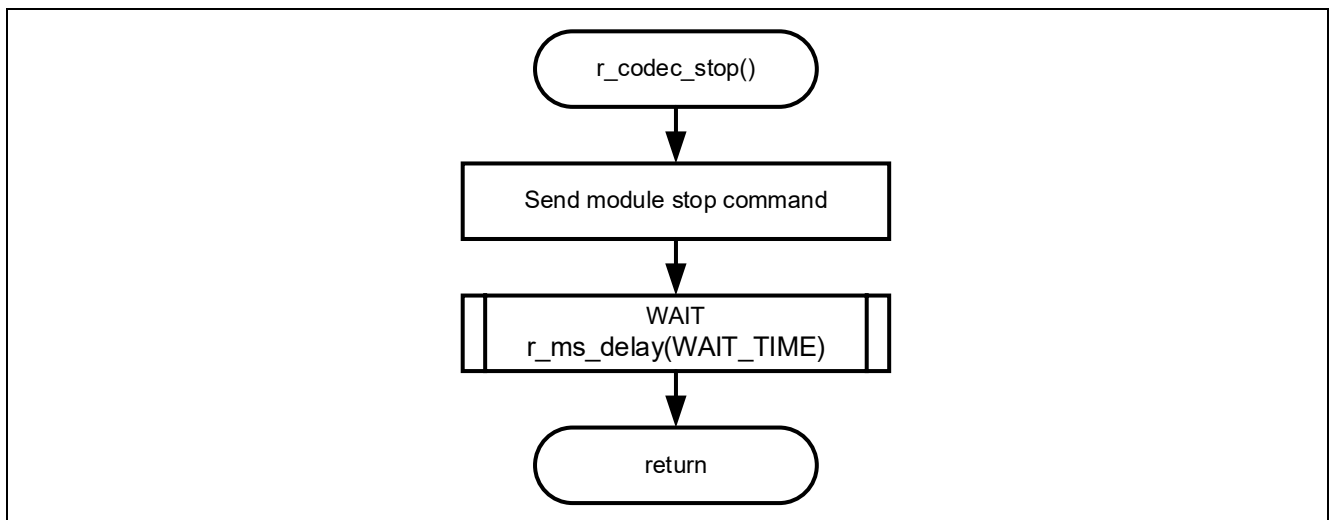 r_codec_stop()
Send module stop command
WAIT
r_ms_delay(WAIT_TIME)
return